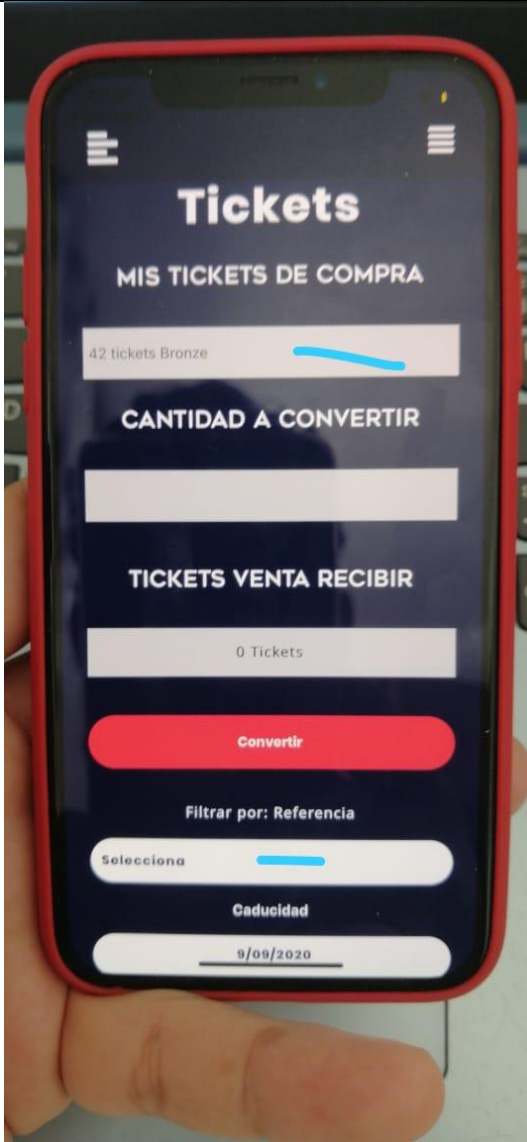 Tickets
MIS TICKETS DE COMPRA
42 tickets Bronze
CANTIDAD A CONVERTIR
TICKETS VENTA RECIBIR
0 Tickets
Convertir
Filtrar por: Referencia
Selecciona
Caducidad
9/09/2020